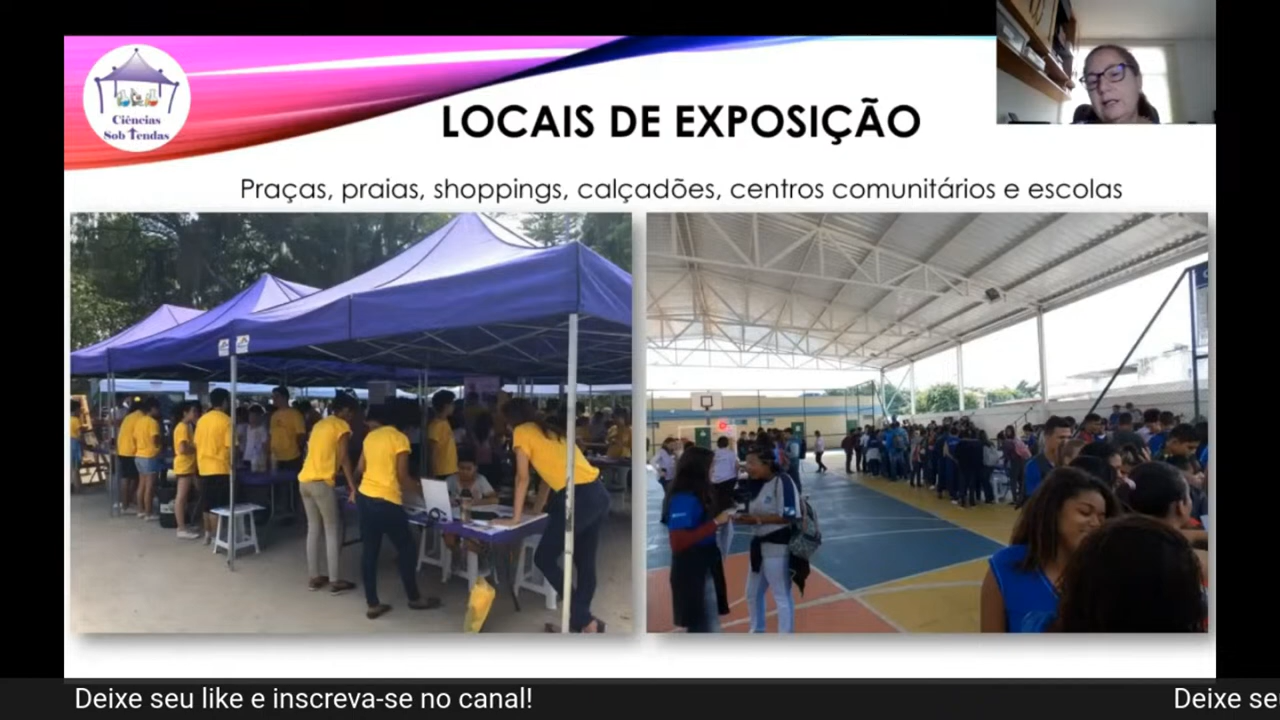 Ciências
Sob Tendas
LOCAIS DE EXPOSIÇÃO
Praças, praias, shoppings, calçadões, centros comunitários e escolas
Deixe seu like e inscreva-se no canal!
Deixe se